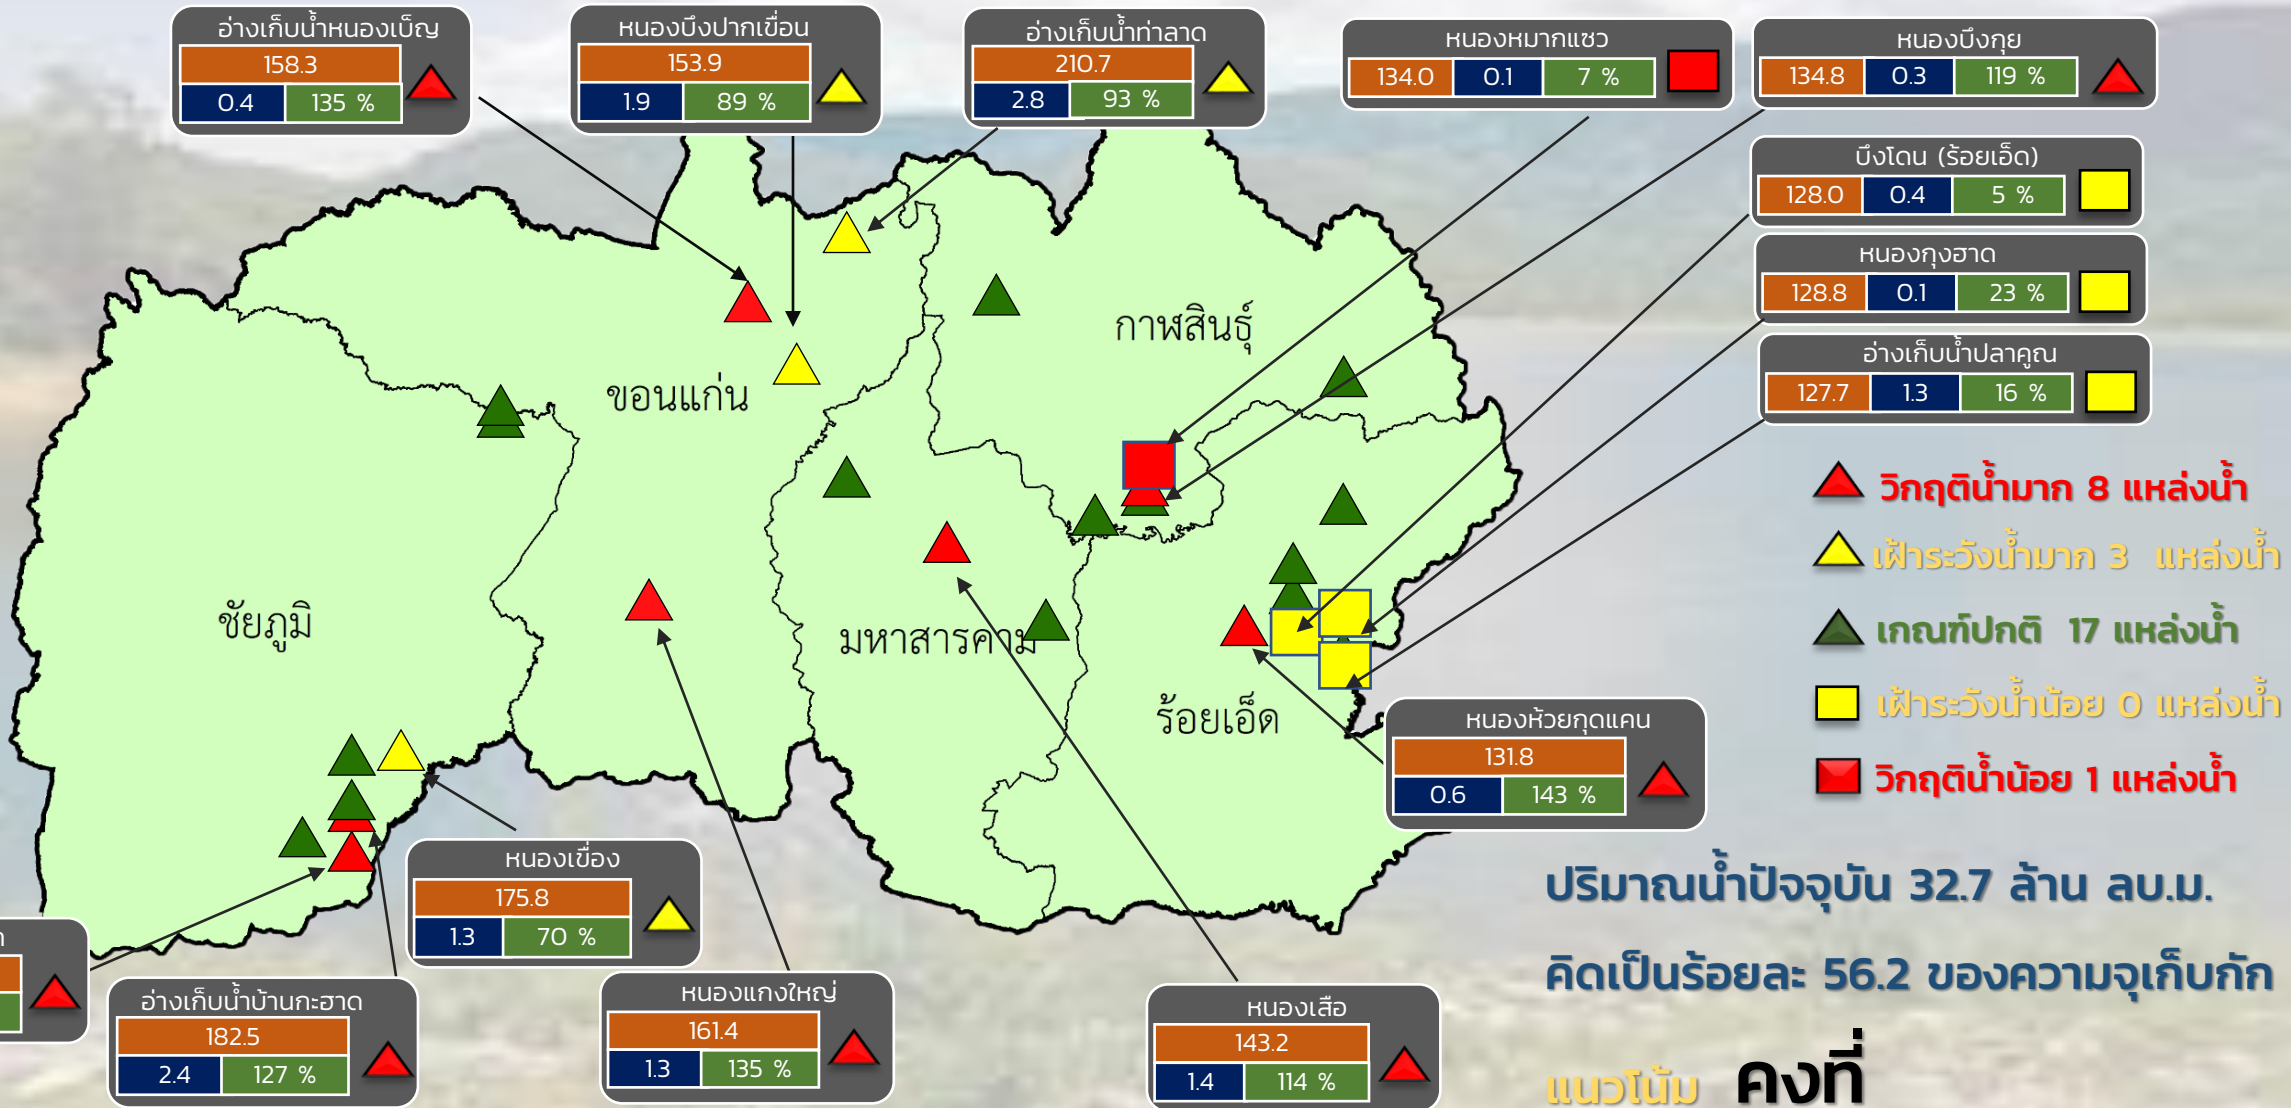 อ่างเก็บน้ำหนองเบ็ญ
158.3
0.4 135 %
หนองบึงปากเขื่อน
153.9
1.9 89 %
อ่างเก็บน้ำท่าลาด
210.7
2.8 93 %
หนองหมากแซว
134.0 0.1 7 %
หนองบึงกุย
134.8 0.3 119 %
บึงโดน (ร้อยเอ็ด)
128.0 0.4 5 %
หนองกุงฮาด
128.8 0.1 23 %
อ่างเก็บน้ำปลาคูณ
127.7 1.3 16 %
กาฬสินธุ์
ขอนแก่น
ชัยภูมิ
มหาสารคาม
ร้อยเอ็ด
วิกฤติน้ำมาก 8 แหล่งน้ำ
เฝ้าระวังน้ำมาก 3 แหล่งน้ำ
เกณฑ์ปกติ 17 แหล่งน้ำ
เฝ้าระวังน้ำน้อย 0 แหล่งน้ำ
วิกฤติน้ำน้อย 1 แหล่งน้ำ
หนองห้วยกุดแคน
131.8
0.6 143 %
หนองเขื่อง
175.8
1.3 70 %
อ่างเก็บน้ำบ้านกะฮาด
182.5
2.4 127 %
หนองแกงใหญ่
161.4
1.3 135 %
หนองเสือ
143.2
1.4 114 %
ปริมาณน้ำปัจจุบัน 32.7 ล้าน ลบ.ม.
คิดเป็นร้อยละ 56.2 ของความจุเก็บกัก
แนวโน้ม คงที่